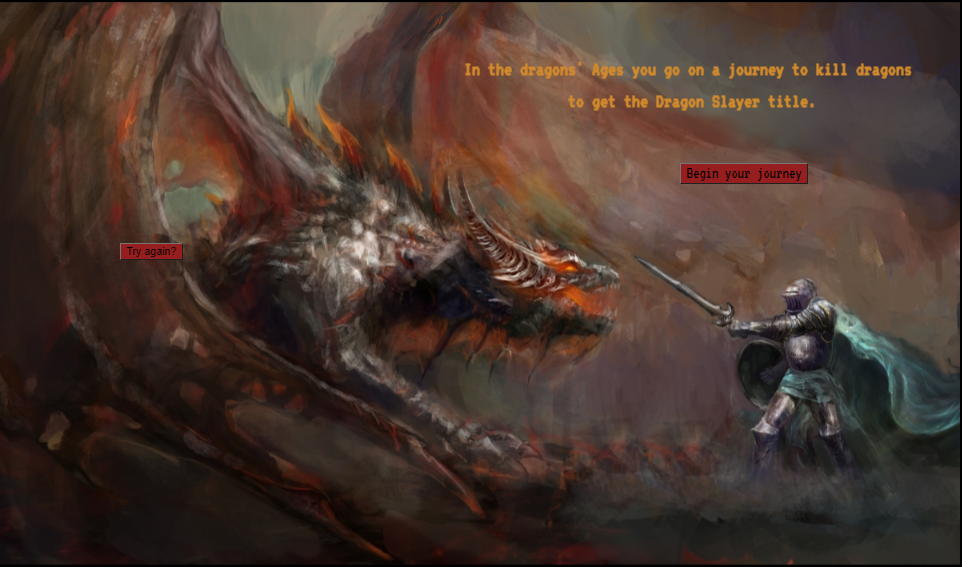 In the dragons' Ages you go on a journey to kill dragons
to get the Dragon Slayer title.
Begin your journey
Try again?